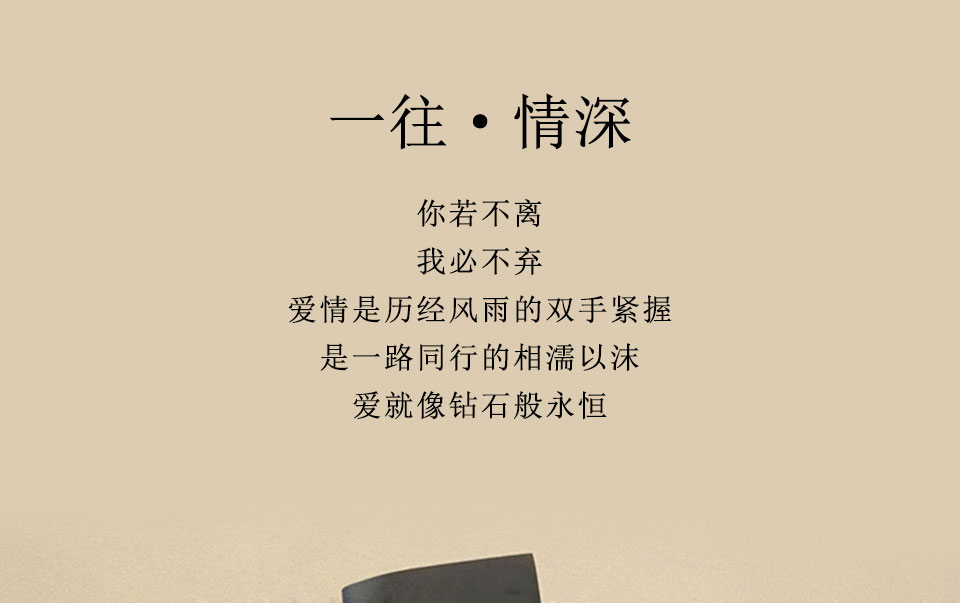 一往·情深
你若不离
我必不弃
爱情是历经风雨的双手紧握
是一路同行的相濡以沫
爱就像钻石般永恒